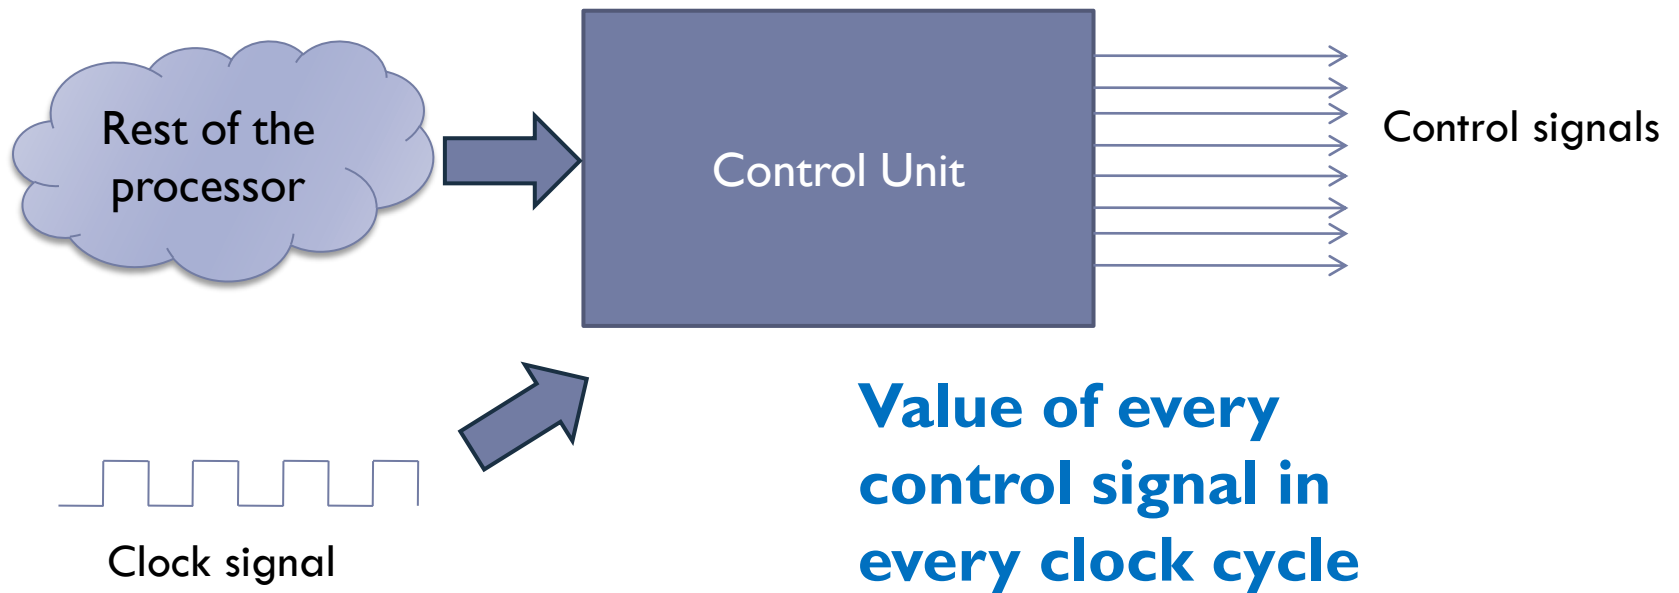 Rest of the
processor
Control Unit
Control signals
Clock signal
Value of every
control signal in
every clock cycle